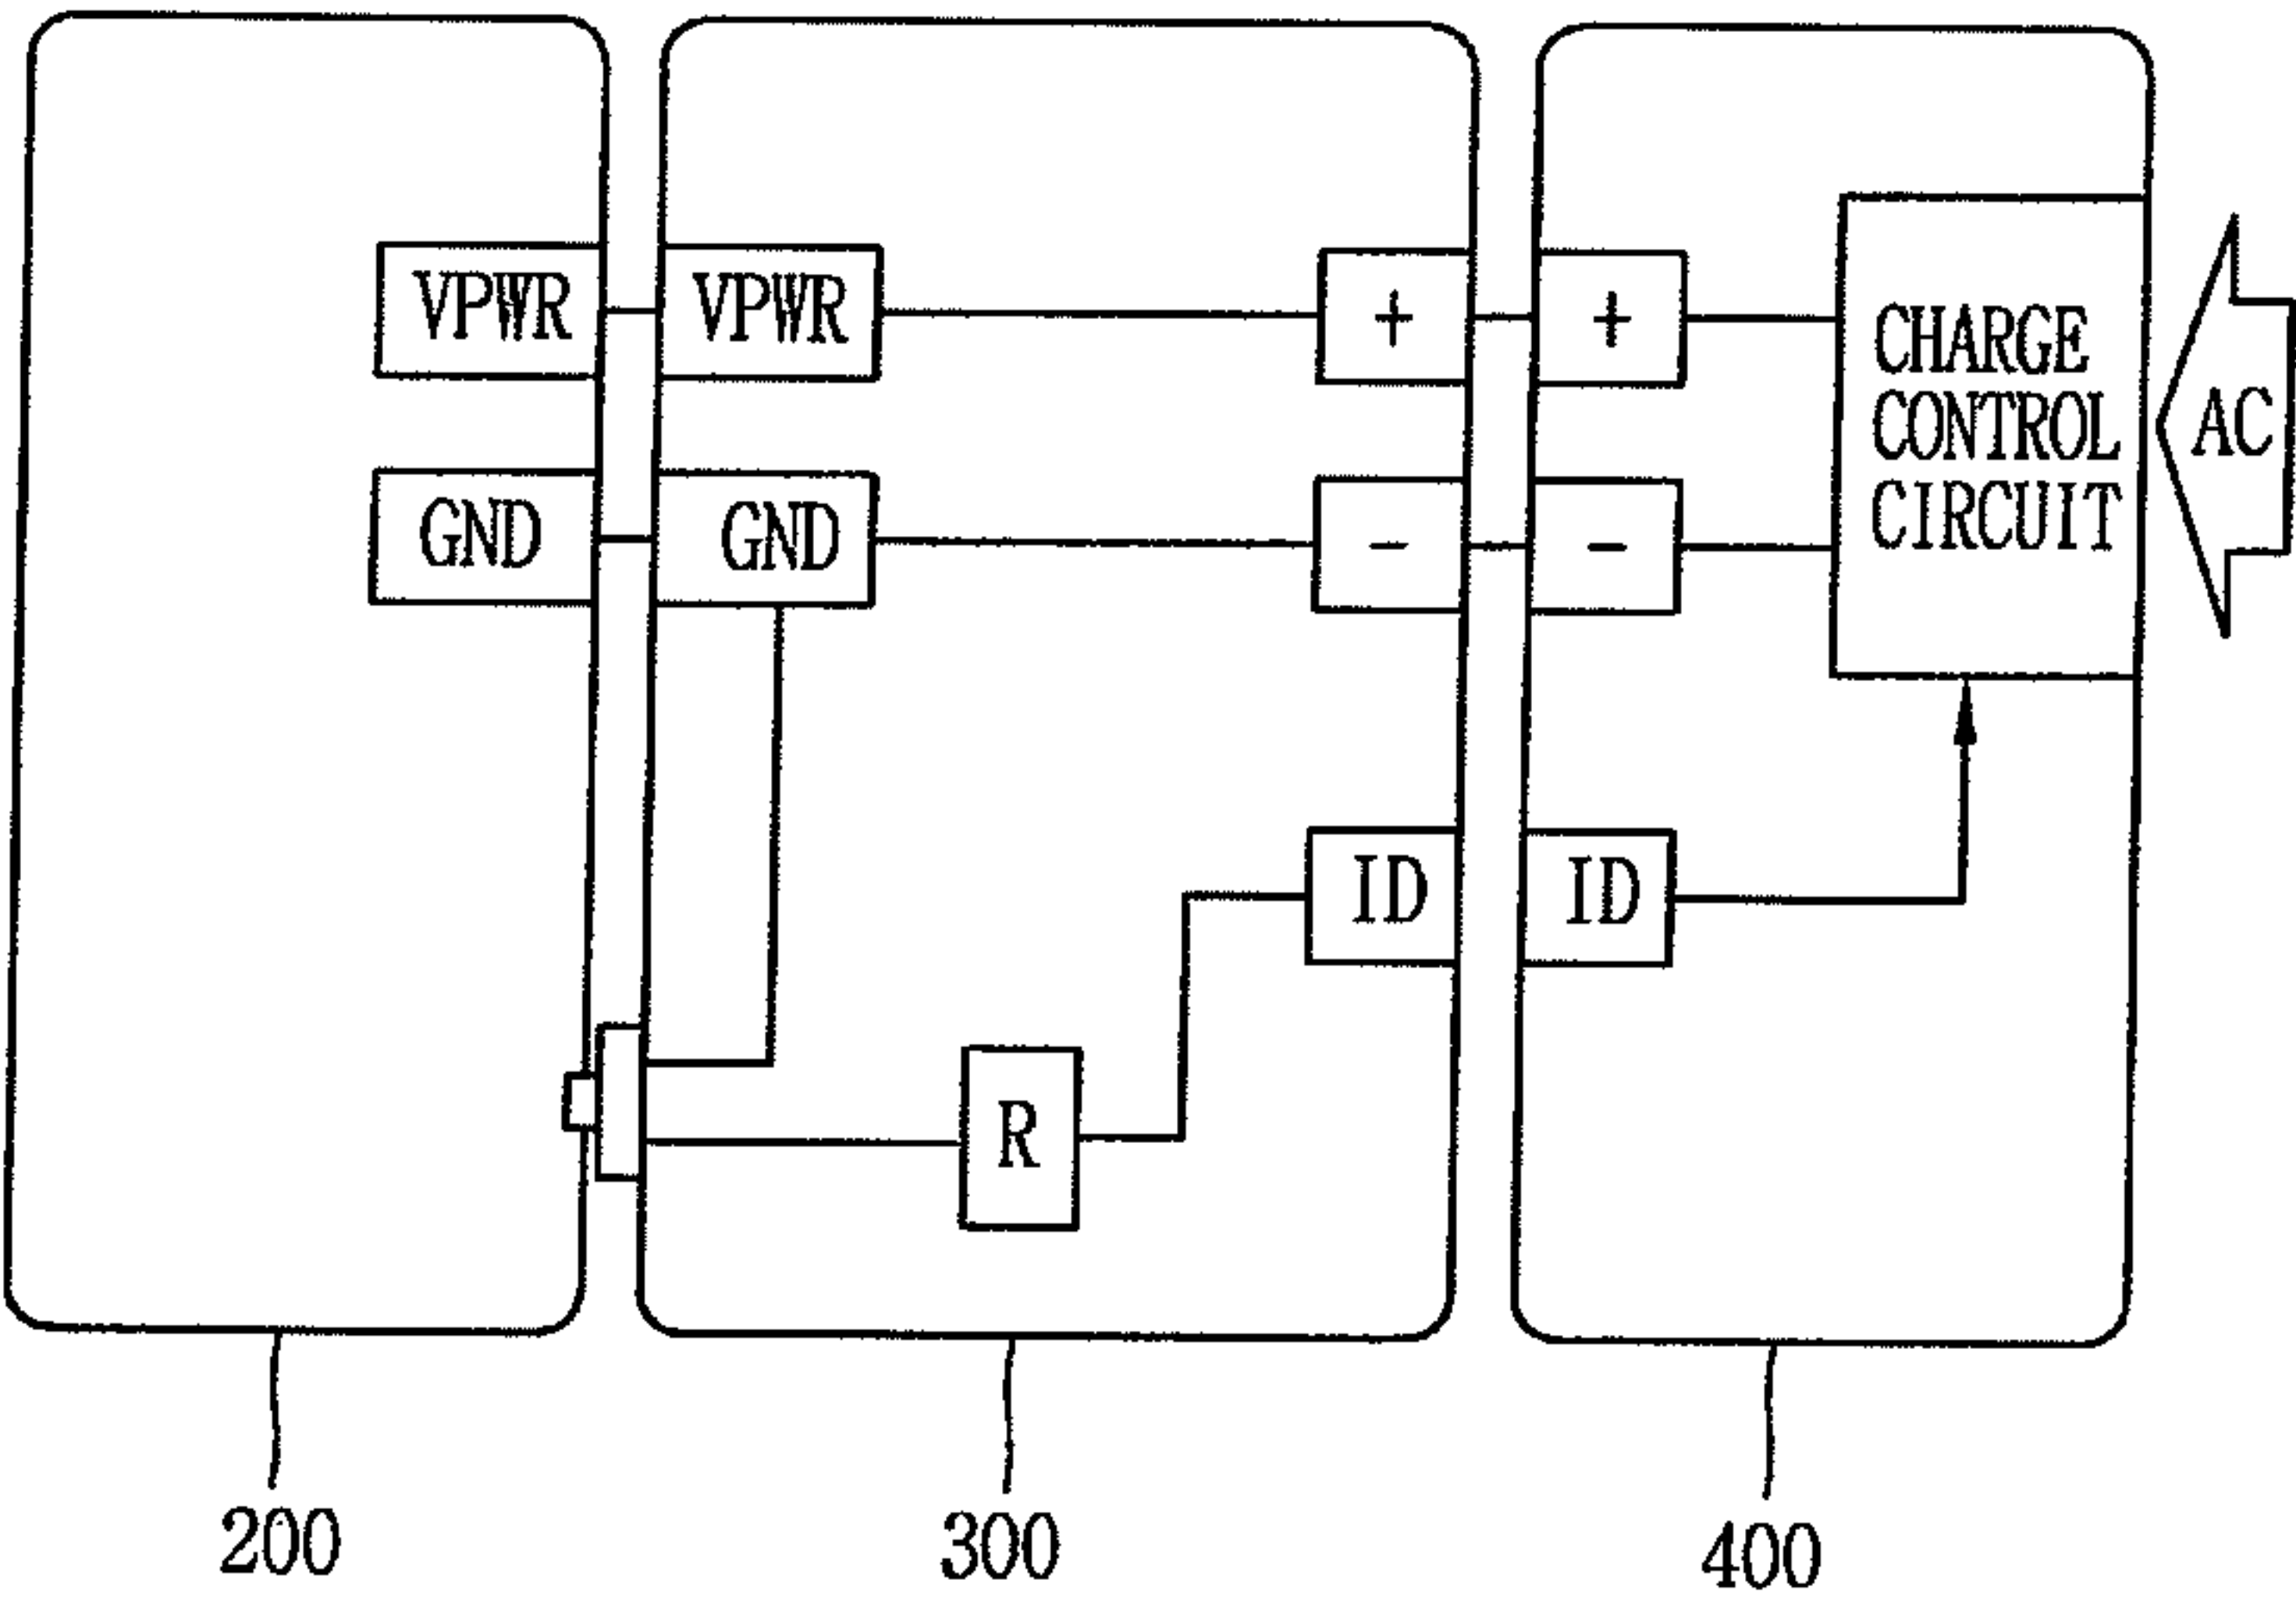 VPWR VPWR + + CHARGE
CONTROL
CIRCUIT
AC
GND GND - -
ID ID
R
200 300 400